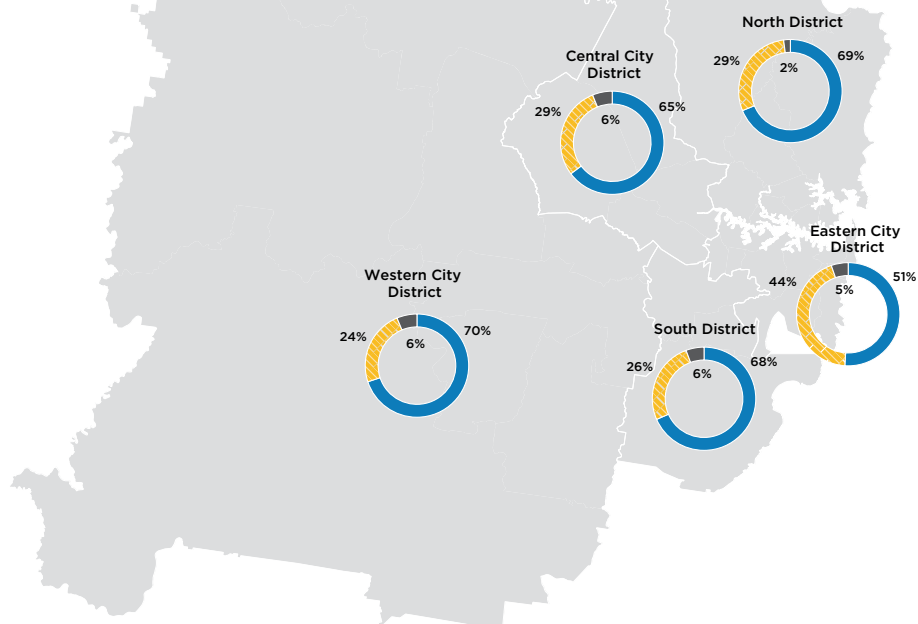 North District
29%
2%
69%
Central City
District
29%
6%
65%
Eastern City
District
44%
5%
51%
Western City
District
24%
6%
70%
South District
26%
6%
68%